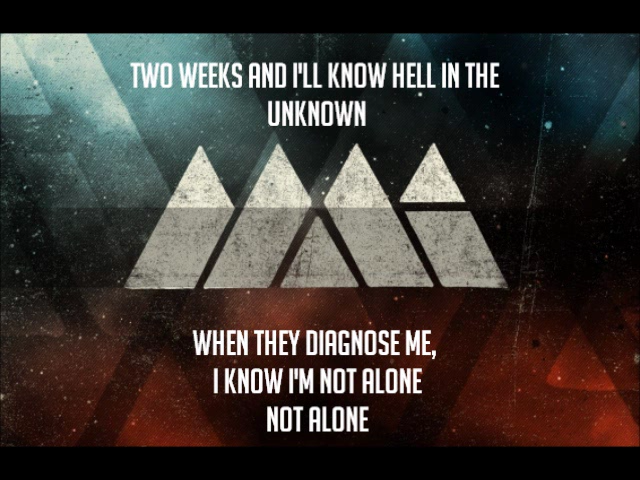 TWO WEEKS AND I'LL KNOW HELL IN THE
UNKNOWN
WHEN THEY DIAGNOSE ME,
I KNOW I'M NOT ALONE
NOT ALONE